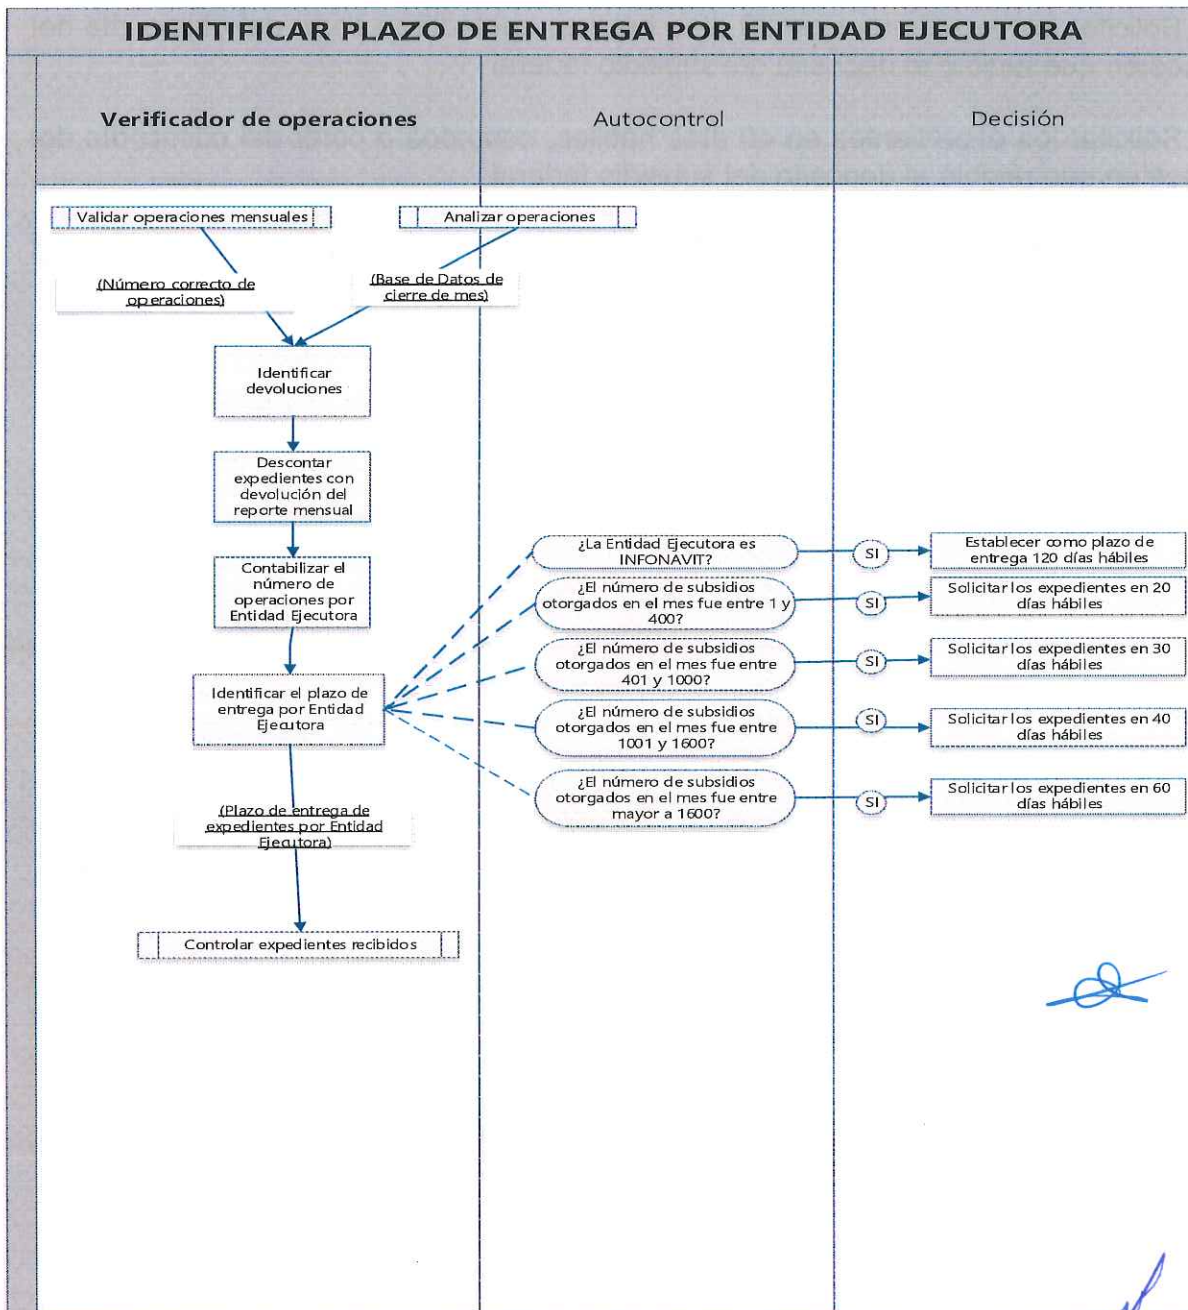 IDENTIFICAR PLAZO DE ENTREGA POR ENTIDAD EJECUTORA
Verificador de operaciones
Autocontrol
Decisión
Validar operaciones mensuales
Analizar operaciones
(Número correcto de
operaciones)
(Base de Datos de
cierre de mes)
Identificar
devoluciones
Descontar
expedientes con
devolución del
reporte mensual
Contabilizar el
número de
operaciones por
Entidad Ejecutora
Identificar el plazo de
entrega por Entidad
Ejecutora
¿La Entidad Ejecutora es
INFONAVIT?
SI
Establecer como plazo de
entrega 120 días hábiles
¿El número de subsidios
otorgados en el mes fue entre 1 y
400?
SI
Solicitar los expedientes en 20
días hábiles
¿El número de subsidios
otorgados en el mes fue entre
401 y 1000?
SI
Solicitar los expedientes en 30
días hábiles
¿El número de subsidios
otorgados en el mes fue entre
1001 y 1600?
SI
Solicitar los expedientes en 40
días hábiles
¿El número de subsidios
otorgados en el mes fue entre
mayor a 1600?
SI
Solicitar los expedientes en 60
días hábiles
(Plazo de entrega de
expedientes por Entidad
Ejecutora)
Controlar expedientes recibidos